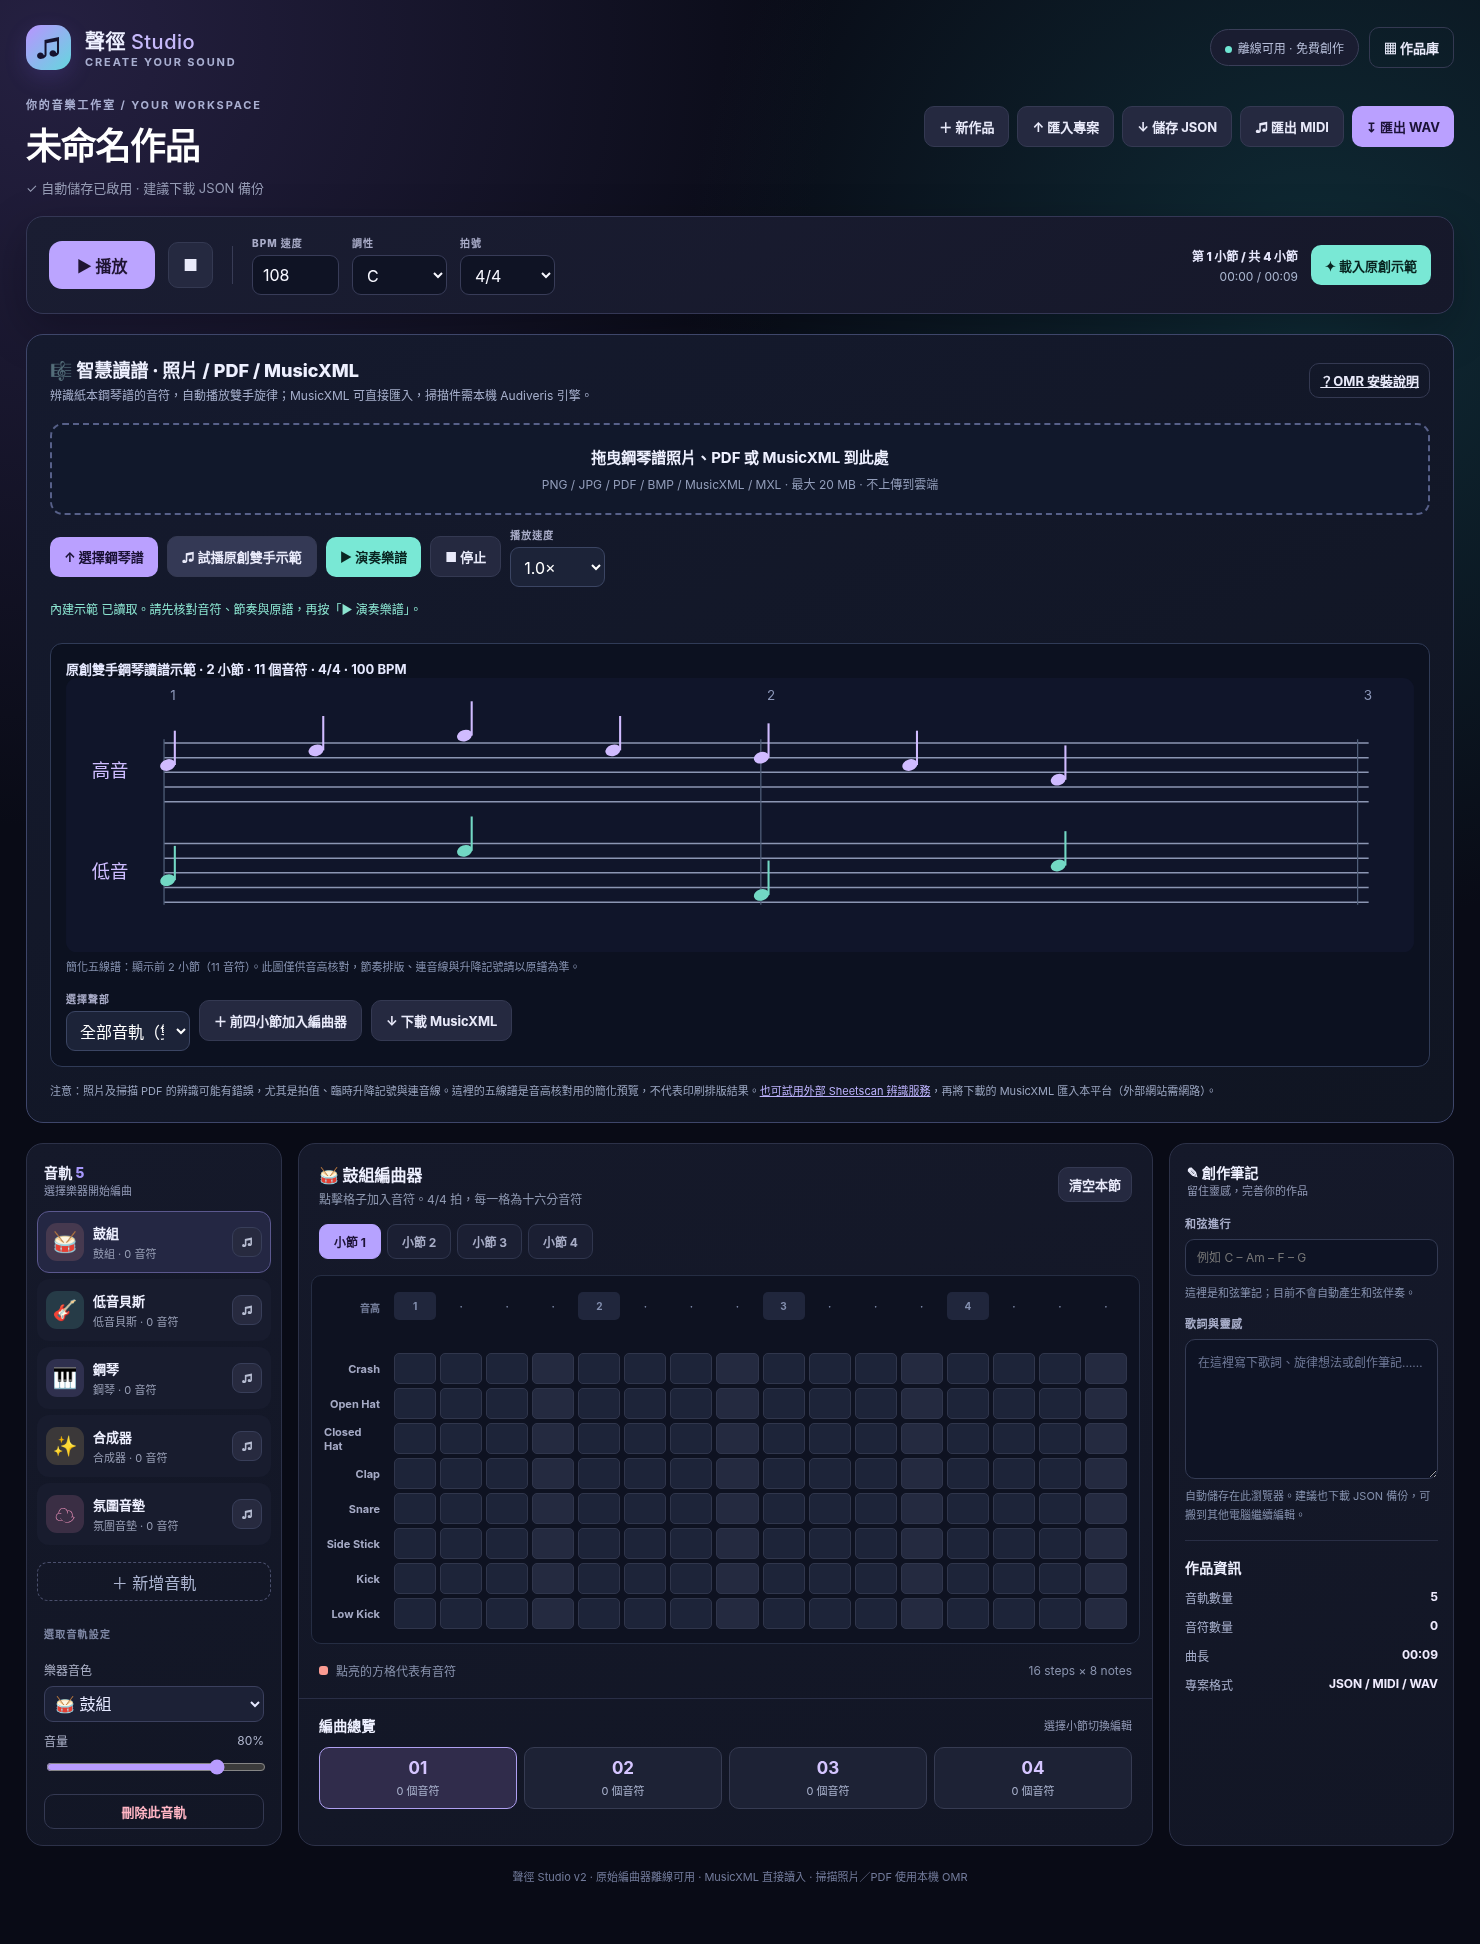 聲徑 Studio
CREATE YOUR SOUND
離線可用 · 免費創作
▦ 作品庫
你的音樂工作室 / YOUR WORKSPACE
未命名作品
✓ 自動儲存已啟用 · 建議下載 JSON 備份
＋ 新作品
↑ 匯入專案
↓ 儲存 JSON
♫ 匯出 MIDI
↧ 匯出 WAV
▶ 播放
■
BPM 速度
108
調性
C
拍號
4/4
第 1 小節 / 共 4 小節
00:00 / 00:09
✦ 載入原創示範
🎼 智慧讀譜 · 照片 / PDF / MusicXML
辨識紙本鋼琴譜的音符，自動播放雙手旋律；MusicXML 可直接匯入，掃描件需本機 Audiveris 引擎。
？OMR 安裝說明
拖曳鋼琴譜照片、PDF 或 MusicXML 到此處
PNG / JPG / PDF / BMP / MusicXML / MXL · 最大 20 MB · 不上傳到雲端
↑ 選擇鋼琴譜
♫ 試播原創雙手示範
▶ 演奏樂譜
■ 停止
播放速度
1.0×
內建示範 已讀取。請先核對音符、節奏與原譜，再按「▶ 演奏樂譜」。
原創雙手鋼琴讀譜示範 · 2 小節 · 11 個音符 · 4/4 · 100 BPM
1
2
3
高音
低音
簡化五線譜：顯示前 2 小節（11 音符）。此圖僅供音高核對，節奏排版、連音線與升降記號請以原譜為準。
選擇聲部
全部音軌（
＋ 前四小節加入編曲器
↓ 下載 MusicXML
注意：照片及掃描 PDF 的辨識可能有錯誤，尤其是拍值、臨時升降記號與連音線。這裡的五線譜是音高核對用的簡化預覽，不代表印刷排版結果。也可試用外部 Sheetscan 辨識服務，再將下載的 MusicXML 匯入本平台（外部網站需網路）。
音軌 5
選擇樂器開始編曲
🥁 鼓組
鼓組 · 0 音符
♫
🎸 低音貝斯
低音貝斯 · 0 音符
♫
🎹 鋼琴
鋼琴 · 0 音符
♫
✨ 合成器
合成器 · 0 音符
♫
☁ 氛圍音墊
氛圍音墊 · 0 音符
♫
＋ 新增音軌
選取音軌設定
樂器音色
🥁 鼓組
音量
80%
刪除此音軌
🥁 鼓組編曲器
點擊格子加入音符。4/4 拍，每一格為十六分音符
清空本節
小節 1
小節 2
小節 3
小節 4
音高
1 · · · 2 · · · 3 · · · 4 · · ·
Crash
Open Hat
Closed
Hat
Clap
Snare
Side Stick
Kick
Low Kick
點亮的方格代表有音符
16 steps × 8 notes
編曲總覽
選擇小節切換編輯
01
0 個音符
02
0 個音符
03
0 個音符
04
0 個音符
✎ 創作筆記
留住靈感，完善你的作品
和弦進行
例如 C – Am – F – G
這裡是和弦筆記；目前不會自動產生和弦伴奏。
歌詞與靈感
在這裡寫下歌詞、旋律想法或創作筆記……
自動儲存在此瀏覽器。建議也下載 JSON 備份，可
搬到其他電腦繼續編輯。
作品資訊
音軌數量
5
音符數量
0
曲長
00:09
專案格式
JSON / MIDI / WAV
聲徑 Studio v2 · 原始編曲器離線可用 · MusicXML 直接讀入 · 掃描照片／PDF 使用本機 OMR